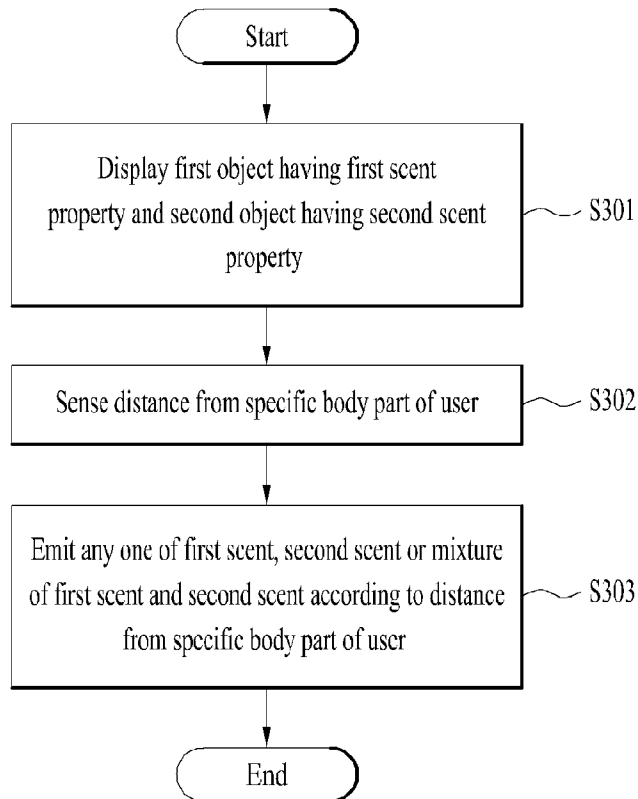 Start
Display first object having first scent
property and second object having second scent
property
S301
Sense distance from specific body part of user
S302
Emit any one of first scent, second scent or mixture
of first scent and second scent according to distance
from specific body part of user
S303
End